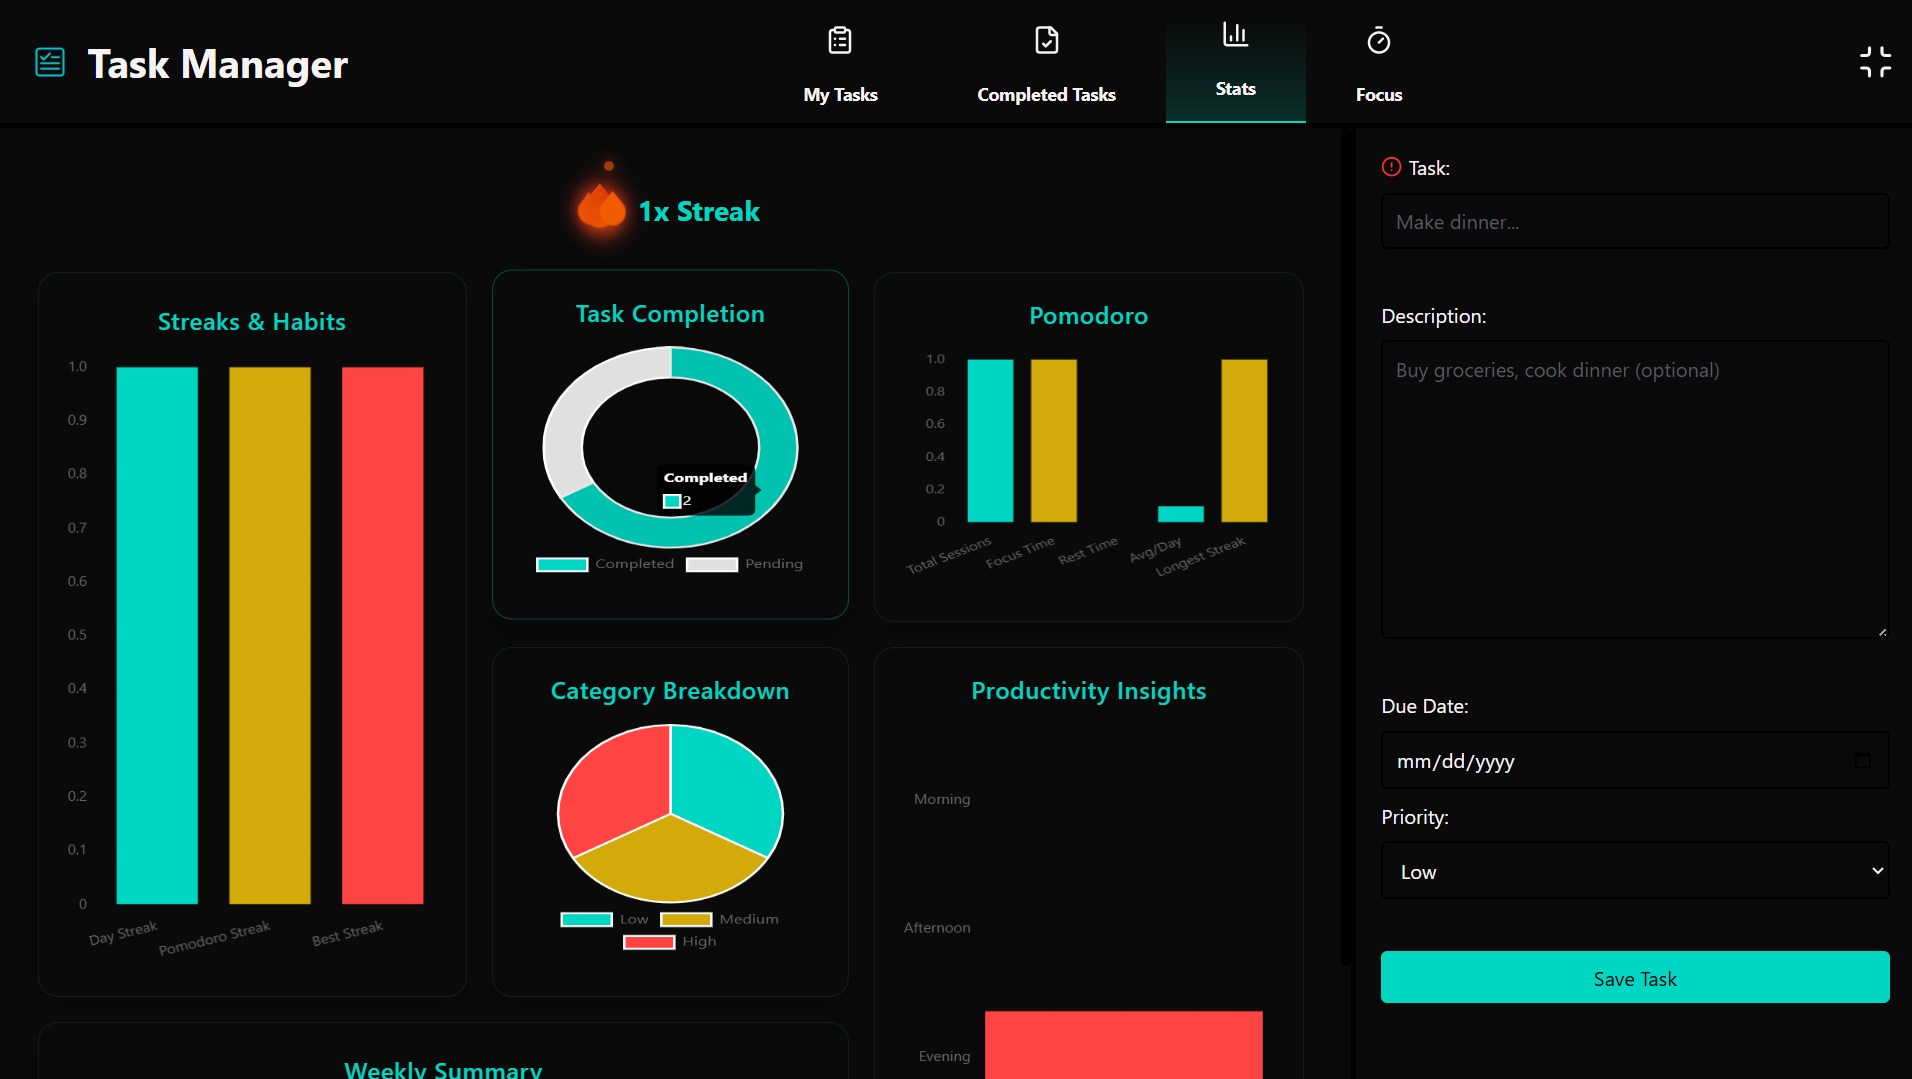 Task Manager
My Tasks
Completed Tasks
Stats
Focus
1x Streak
Streaks & Habits
1.0
0.9
0.8
0.7
0.6
0.5
0.4
0.3
0.2
0.1
0
Day Streak
Pomodoro Streak
Best Streak
Task Completion
Completed
2
Completed
Pending
Pomodoro
1.0
0.8
0.6
0.4
0.2
0
Total Sessions
Focus Time
Rest Time
Avg/Day
Longest Streak
Category Breakdown
Low
Medium
High
Productivity Insights
Morning
Afternoon
Evening
Weekly Summary
Task:
Make dinner...
Description:
Buy groceries, cook dinner (optional)
Due Date:
mm/dd/yyyy
Priority:
Low
Save Task